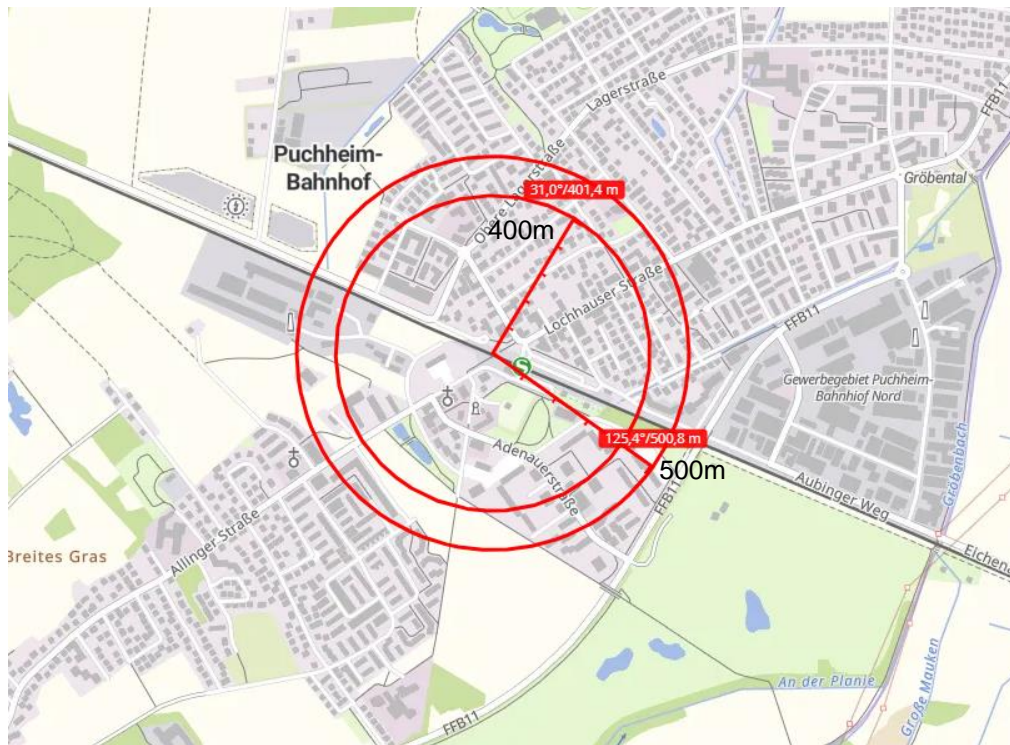 Lagerstraße
FFB11
Puchheim-
Bahnhof
Gröbental
31,0°/401,4 m
Obere Lagerstraße
400m
Lochhauser Straße
FFB11
Gewerbegebiet Puchheim-
Bahnhiof Nord
S
125,4°/500,8 m
Adenauerstraße
500m
FFB11
Gröbenbach
Aubinger Weg
Allinger Straße
Breites Gras
Eichen
An der Planie
Große Mauken
FFB11